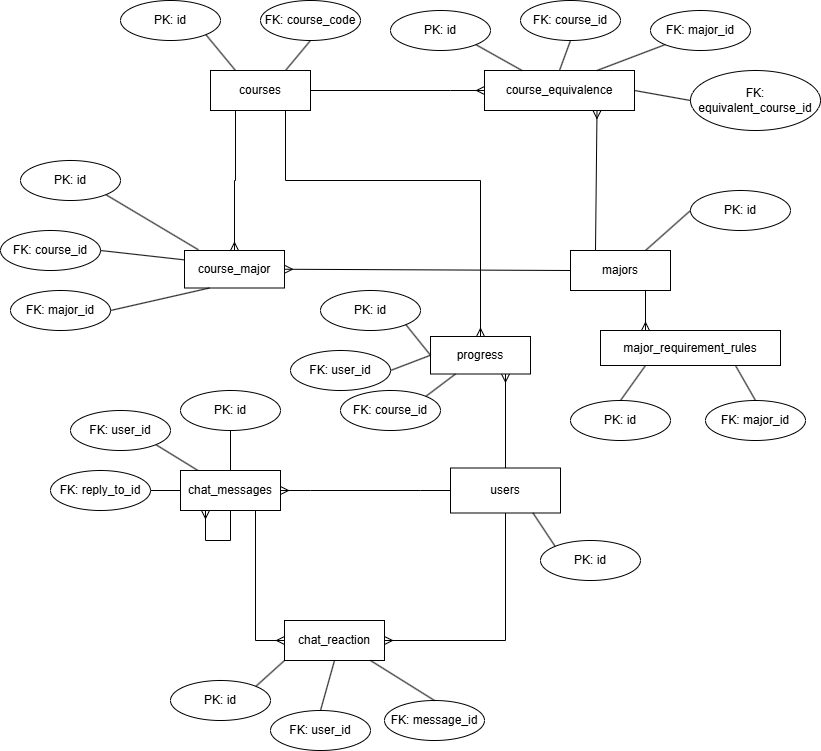 PK: id
FK: course_code
PK: id
FK: course_id
FK: major_id
courses
course_equivalence
FK:
equivalent_course_id
PK: id
PK: id
FK: course_id
course_major
majors
FK: major_id
PK: id
progress
major_requirement_rules
FK: user_id
FK: course_id
PK: id
FK: major_id
PK: id
FK: user_id
FK: reply_to_id
chat_messages
users
PK: id
chat_reaction
PK: id
FK: user_id
FK: message_id